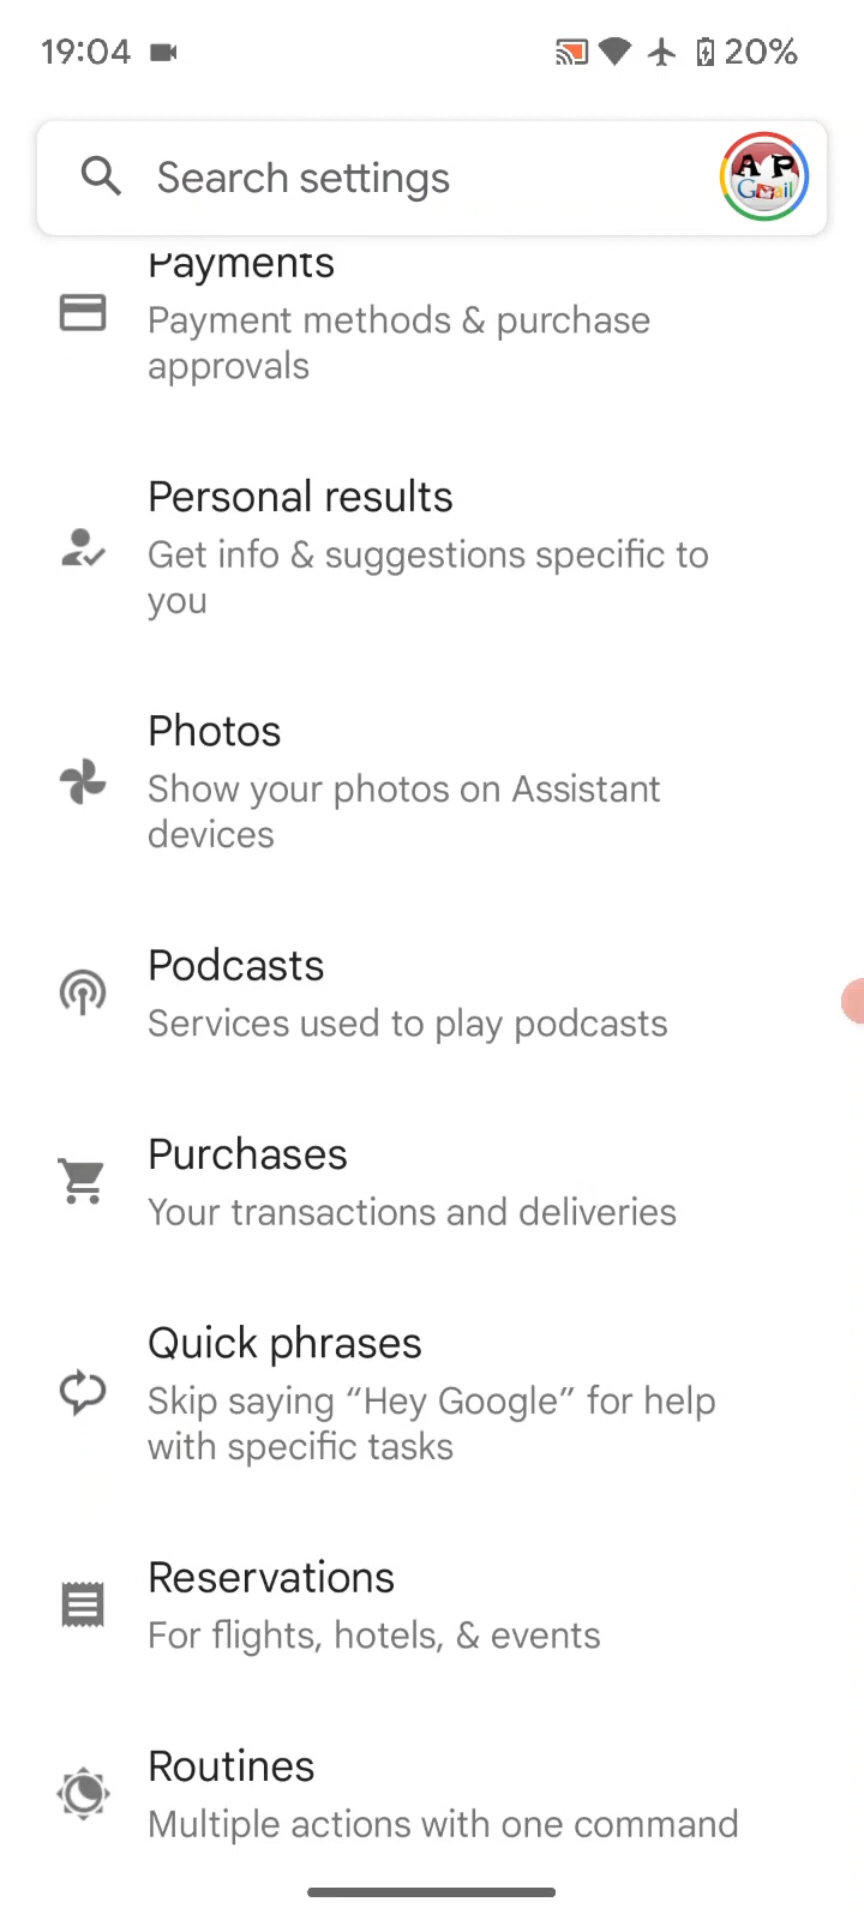 19:04
20%
Search settings
A P
Gmail
Payments
Payment methods & purchase
approvals
Personal results
Get info & suggestions specific to
you
Photos
Show your photos on Assistant
devices
Podcasts
Services used to play podcasts
Purchases
Your transactions and deliveries
Quick phrases
Skip saying “Hey Google” for help
with specific tasks
Reservations
For flights, hotels, & events
Routines
Multiple actions with one command